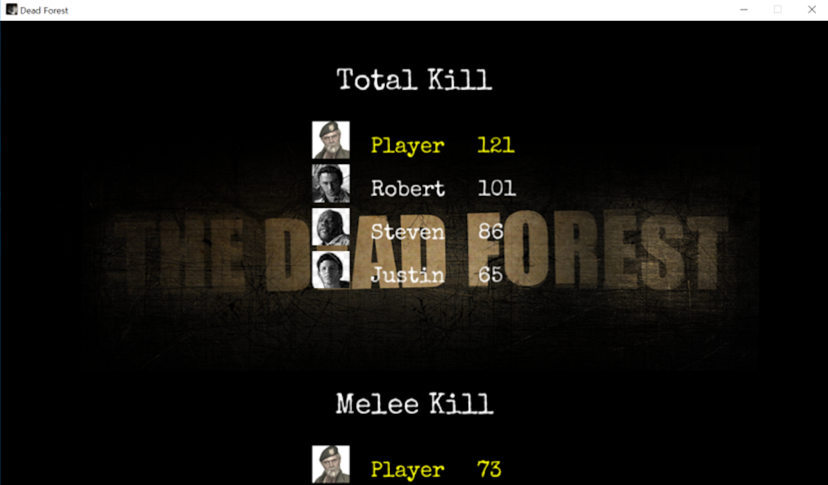 Dead Forest
Total Kill
Player 121
Robert 101
THE DEAD FOREST
Steven 86
Justin 65
Melee Kill
Player 73